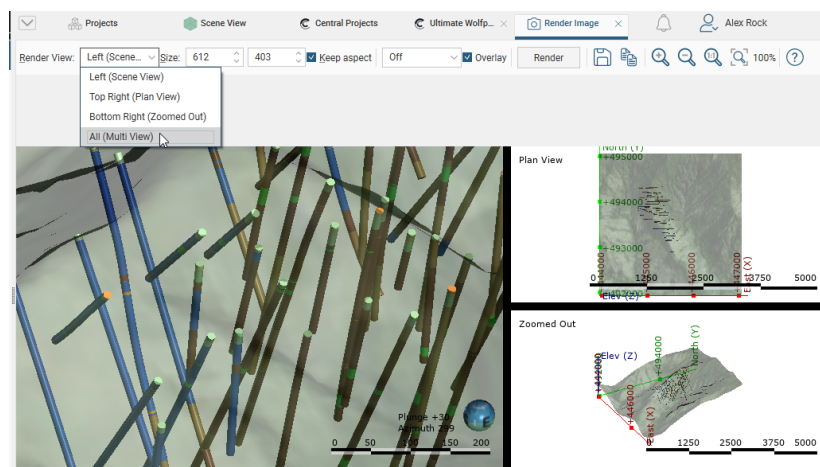 Projects
Scene View
Central Projects
Ultimate Wolfp...
Render Image
Alex Rock
Render View: Left (Scene... Size: 612 403 Keep aspect Off Overlay Render 100%
Left (Scene View)
Top Right (Plan View)
Bottom Right (Zoomed Out)
All (Multi View)
Plunge +30
Azimuth 299
0 50 100 150 200
Plan View
North (Y)
+495000
+494000
+493000
East (X)
Elev (Z)
0 1250 2500 3750 5000
Zoomed Out
Elev (Z)
North (Y)
+494000
+446000
East (X)
0 1250 2500 3750 5000